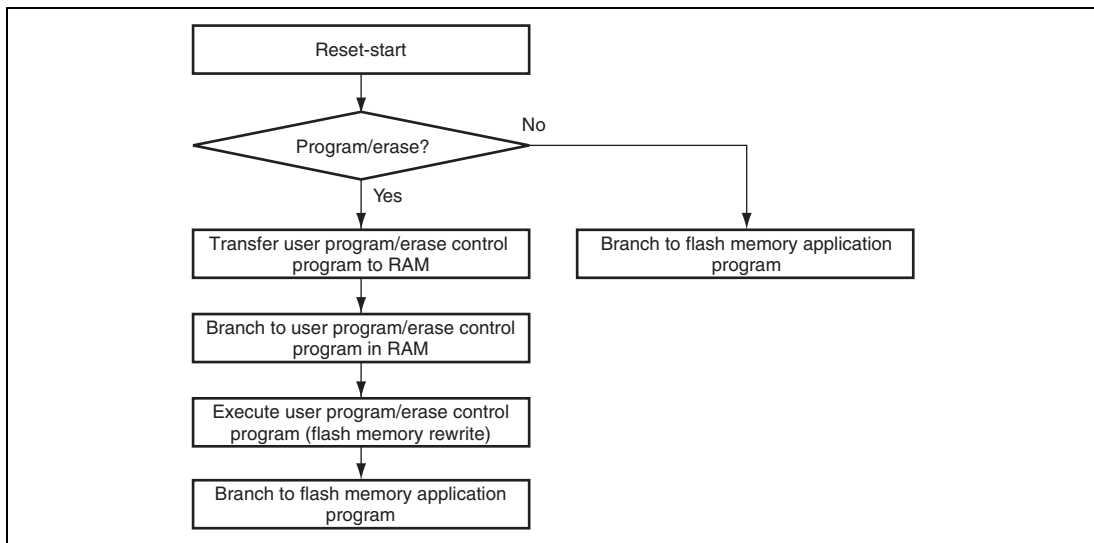 Reset-start
No
Program/erase?
Yes
Transfer user program/erase control
program to RAM
Branch to flash memory application
program
Branch to user program/erase control
program in RAM
Execute user program/erase control
program (flash memory rewrite)
Branch to flash memory application
program